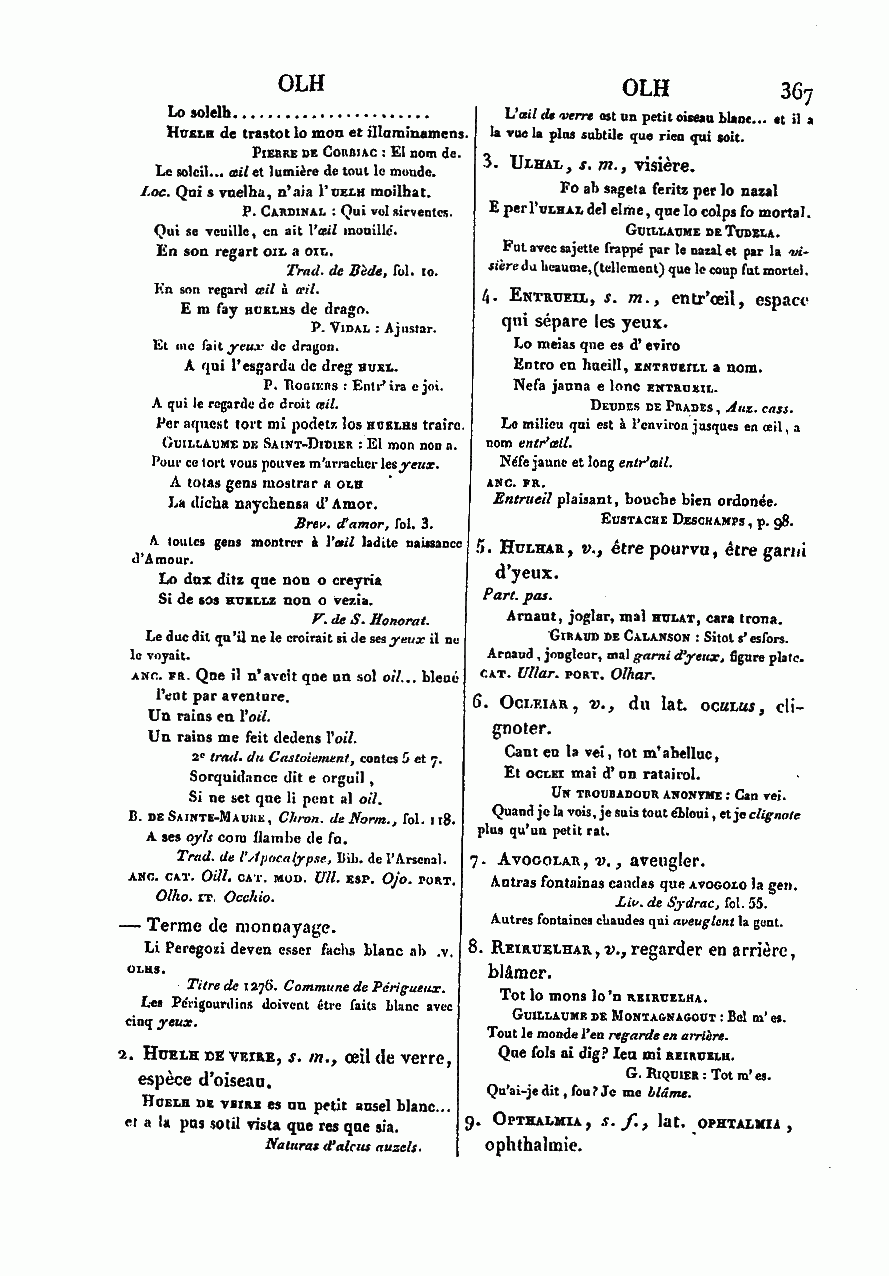 OLH
Lo solelh.......................
HUELH de trastot lo mon et illuminamens.
PIERRE DE CORBIAC : El nom de.
Le soleil... œil et lumière de tout le monde.
Loc. Qui s vuelha, n'aia l'UELH moilhat.
P. CARDINAL : Qui vol sirventes.
Qui se veuille, en ait l'œil mouillé.
En son regart OIL a OIL.
Trad. de Bède, fol. 10.
En son regard œil à œil.
E m fay HUELHS de drago.
P. VIDAL : Ajustar.
Et me fait yeux de dragon.
A qui l'esgarda de dreg HUEL.
P. ROGIERS : Entr' ira e joi.
A qui le regarde de droit œil.
Per aquest tort mi podetz los HUELHS traire.
GUILLAUME DE SAINT-DIDIER : El mon non a.
Pour ce tort vous pouvez m'arracher les yeux.
A totas gens mostrar a OLH
La dicha naychensa d'Amor.
Brev. d'amor, fol. 3.
A toutes gens montrer à l'œil ladite naissance
d'Amour.
Lo dux ditz que non o creyria
Si de sos HUELLZ non o vezia.
V. de S. Honorat.
Le duc dit qu'il ne le croirait si de ses yeux il ne
le voyait.
ANC. FR. Que il n'aveit que un sol oil... blecé
l'ent par aventure.
Un rains en l'oil.
Un rains me feit dedens l'oil.
2e trad. du Castoiement, contes 5 et 7.
Sorquidance dit e orguil,
Si ne set que li pent al oil.
B. DE SAINTE-MAURE, Chron. de Norm., fol. 118.
A ses oyls com flambe de fu.
Trad. de l'Apocalypse, Bib. de l'Arsenal.
ANC. CAT. Oill. CAT. MOD. Ull. ESP. Ojo. PORT.
Olho. IT. Occhio.
— Terme de monnayage.
Li Peregozi deven esser fachs blanc ab .v.
OLHS.
Titre de 1276. Commune de Périgueux.
Les Périgourdins doivent être faits blanc avec
cinq yeux.
2. HUELH DE VEIRE, s. m., œil de verre,
espèce d'oiseau.
HUELH DE VEIRE es un petit ausel blanc...
et a la pus sotil vista que res que sia.
Naturas d'alcus auzels.
OLH 367
L'œil de verre est un petit oiseau blanc... et il a
la vue la plus subtile que rien qui soit.
3. ULHAL, s. m., visière.
Fo ab sageta feritz per lo nazal
E per l'ULHAL del elme, que lo colps fo mortal.
GUILLAUME DE TUDELA.
Fut avec sajette frappé par le nazal et par la vi-
sière du heaume, (tellement) que le coup fut mortel.
4. ENTRUEIL, s. m., entr'œil, espace
qui sépare les yeux.
Lo meias que es d'eviro
Entro en hueill, ENTRUEILL a nom.
Nefa jauna e lonc ENTRUEIL.
DEUDES DE PRADES, Auz. cass.
Le milieu qui est à l'environ jusques en œil, a
nom entr'œil.
Néfe jaune et long entr'œil.
ANC. FR.
Entrueil plaisant, bouche bien ordonée.
EUSTACHE DESCHAMPS, p. 98.
5. HULHAR, v., être pourvu, être garni
d'yeux.
Part. pas.
Arnaut, joglar, mal HULAT, cara trona.
GIRAUD DE CALANSON : Sitot s'esfors.
Arnaud, jongleur, mal garni d'yeux, figure plate.
CAT. Ullar. PORT. Olhar.
6. OCLEIAR, v., du lat. OCULUS, cli-
gnoter.
Cant eu la vei, tot m'abelluc,
Et OCLEI mai d'un ratairol.
UN TROUBADOUR ANONYME : Can vei.
Quand je la vois, je suis tout ébloui, et je clignote
plus qu'un petit rat.
7. AVOGOLAR, v., aveugler.
Autras fontainas caudas que AVOGOLO la gen.
Liv. de Sydrac, fol. 55.
Autres fontaines chaudes qui aveuglent la gent.
8. REIRUELHAR, v., regarder en arrière,
blâmer.
Tot lo mons lo'n REIRUELHA.
GUILLAUME DE MONTAGNAGOUT : Bel m'es.
Tout le monde l'en regarde en arrière.
Que fols ai dig? Ieu mi REIRUELH.
G. RIQUIER : Tot m'es.
Qu'ai-je dit, fou? Je me blâme.
9. OPTHALMIA, s. f., lat. OPHTALMIA,
ophthalmie.